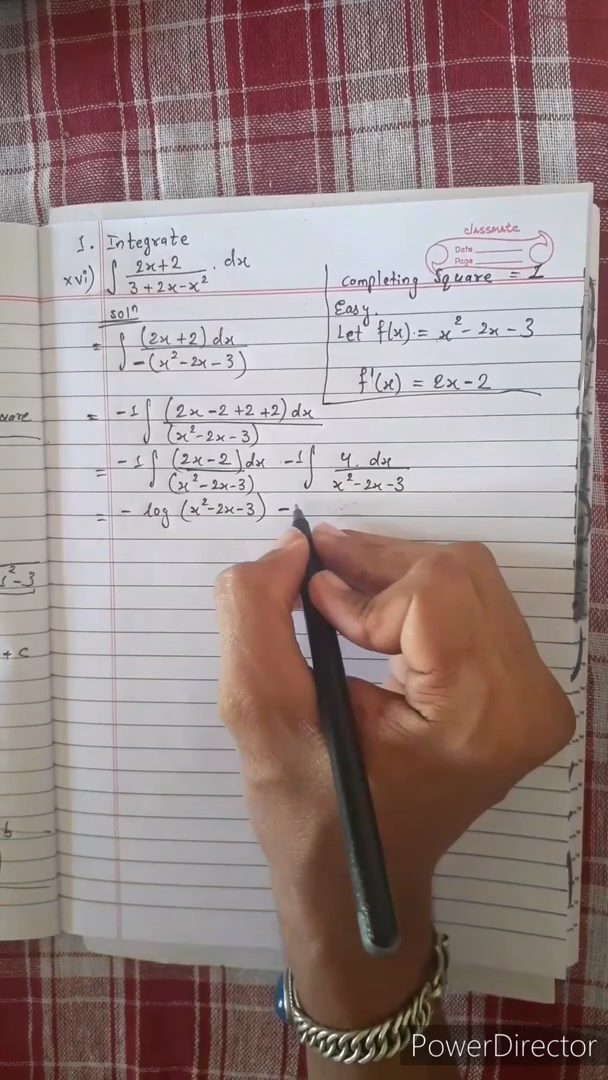 classmate
Date
Page
1. Integrate
xvi) ∫ 2x+2 / 3+2x-x² . dx
Completing Square = 1
Easy.
Let f(x) = x² - 2x - 3
f'(x) = 2x - 2
soln
= ∫ (2x+2) dx / -(x²-2x-3)
= -1 ∫ (2x-2+2+2) dx / (x²-2x-3)
= -1 ∫ (2x-2) dx / (x²-2x-3) -1 ∫ 4. dx / x²-2x-3
= - log (x²-2x-3) -
+ c
b
PowerDirector